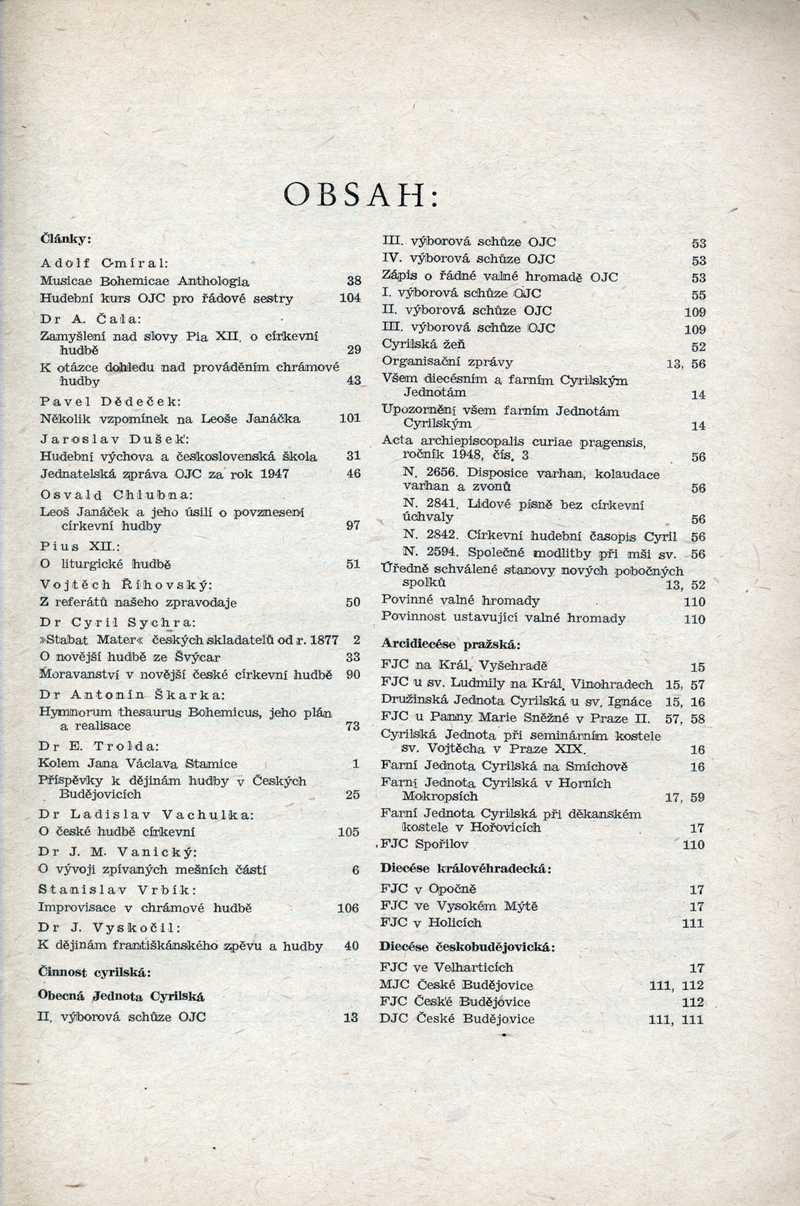 OBSAH:
Články:
Adolf Cmíral:
Musicae Bohemicae Anthologia 38
Hudební kurs OJC pro řádové sestry 104
Dr A. Čala:
Zamyšlení nad slovy Pia XII. o církevní
hudbě 29
K otázce dohledu nad prováděním chrámové
hudby 43
Pavel Dědeček:
Několik vzpomínek na Leoše Janáčka 101
Jaroslav Dušek:
Hudební výchova a československá škola 31
Jednatelská zpráva OJC za rok 1947 46
Osvald Chlubna:
Leoš Janáček a jeho úsilí o povznesení
církevní hudby 97
Pius XII.:
O liturgické hudbě 51
Vojtěch Říhovský:
Z referátů našeho zpravodaje 50
Dr Cyril Sychra:
»Stabat Mater« českých skladatelů od r. 1877 2
O novější hudbě ze Švýcar 33
Moravanství v novější české církevní hudbě 90
Dr Antonín Škarka:
Hymnorum thesaurus Bohemicus, jeho plán
a realisace 73
Dr E. Trolda:
Kolem Jana Václava Stamice 1
Příspěvky k dějinám hudby v Českých
Budějovicích 25
Dr Ladislav Vachulka:
O české hudbě církevní 105
Dr J. M. Vanický:
O vývoji zpívaných mešních částí 6
Stanislav Vrbík:
Improvisace v chrámové hudbě 106
Dr J. Vyskočil:
K dějinám františkánského zpěvu a hudby 40
Činnost cyrilská:
Obecná Jednota Cyrilská
II. výborová schůze OJC 13
III. výborová schůze OJC 53
IV. výborová schůze OJC 53
Zápis o řádné valné hromadě OJC 53
I. výborová schůze OJC 55
II. výborová schůze OJC 109
III. výborová schůze OJC 109
Cyrilská žeň 52
Organisační zprávy 13, 56
Všem diecésním a farním Cyrilským
Jednotám 14
Upozornění všem farním Jednotám
Cyrilským 14
Acta archiepiscopalis curiae pragensis,
ročník 1948, čís. 3 56
N. 2656. Disposice varhan, kolaudace
varhan a zvonů 56
N. 2841. Lidové písně bez církevní
úchvaly 56
N. 2842. Církevní hudební časopis Cyril 56
N. 2594. Společné modlitby při mši sv. 56
Úředně schválené stanovy nových pobočných
spolků 13, 52
Povinné valné hromady 110
Povinnost ustavující valné hromady 110
Arcidiecése pražská:
FJC na Král. Vyšehradě 15
FJC u sv. Ludmily na Král. Vinohradech 15, 57
Družinská Jednota Cyrilská u sv. Ignáce 15, 16
FJC u Panny Marie Sněžné v Praze II. 57, 58
Cyrilská Jednota při seminárním kostele
sv. Vojtěcha v Praze XIX. 16
Farní Jednota Cyrilská na Smíchově 16
Farní Jednota Cyrilská v Horních
Mokropsích 17, 59
Farní Jednota Cyrilská při děkanském
kostele v Hořovicích 17
FJC Spořilov 110
Diecése královéhradecká:
FJC v Opočně 17
FJC ve Vysokém Mýtě 17
FJC v Holicích 111
Diecése českobudějovická:
FJC ve Velharticích 17
MJC České Budějovice 111, 112
FJC České Budějovice 112
DJC České Budějovice 111, 111